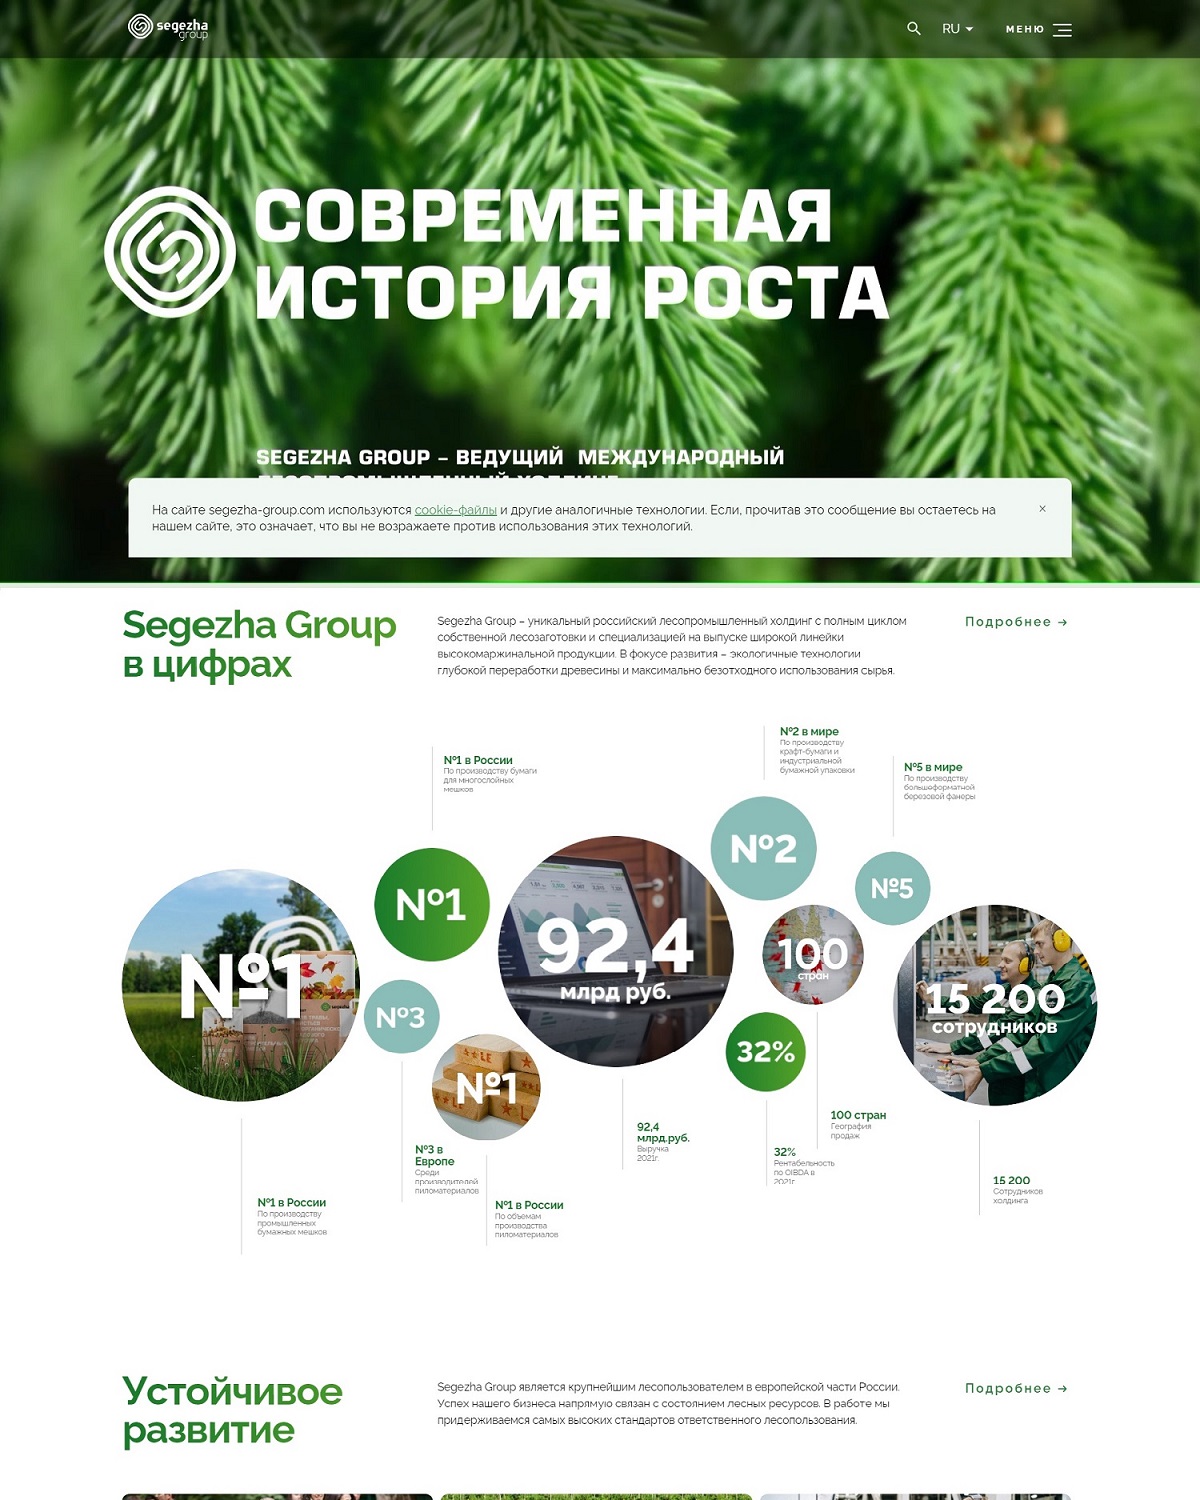 segezha
group
RU
МЕНЮ
СОВРЕМЕННАЯ
ИСТОРИЯ РОСТА
SEGEZHA GROUP – ВЕДУЩИЙ МЕЖДУНАРОДНЫЙ
На сайте segezha-group.com используются cookie-файлы и другие аналогичные технологии. Если, прочитав это сообщение вы остаетесь на
нашем сайте, это означает, что вы не возражаете против использования этих технологий.
×
Segezha Group
в цифрах
Segezha Group – уникальный российский лесопромышленный холдинг с полным циклом
собственной лесозаготовки и специализацией на выпуске широкой линейки
высокомаржинальной продукции. В фокусе развития – экологичные технологии
глубокой переработки древесины и максимально безотходного использования сырья.
Подробнее →
№1 в России
По производству бумаги
для многослойных
мешков
№2 в мире
По производству
крафт-бумаги и
индустриальной
бумажной упаковки
№5 в мире
По производству
большеформатной
березовой фанеры
№1
№1
№3
№1
92,4
млрд руб.
№2
100
стран
32%
№5
15 200
сотрудников
№1 в России
По производству
промышленных
бумажных мешков
№3 в
Европе
Среди
производителей
пиломатериалов
№1 в России
По объемам
производства
пиломатериалов
92,4
млрд.руб.
Выручка
2021г.
32%
Рентабельность
по OIBDA в
2021г.
100 стран
География
продаж
15 200
Сотрудников
холдинга
Устойчивое
развитие
Segezha Group является крупнейшим лесопользователем в европейской части России.
Успех нашего бизнеса напрямую связан с состоянием лесных ресурсов. В работе мы
придерживаемся самых высоких стандартов ответственного лесопользования.
Подробнее →